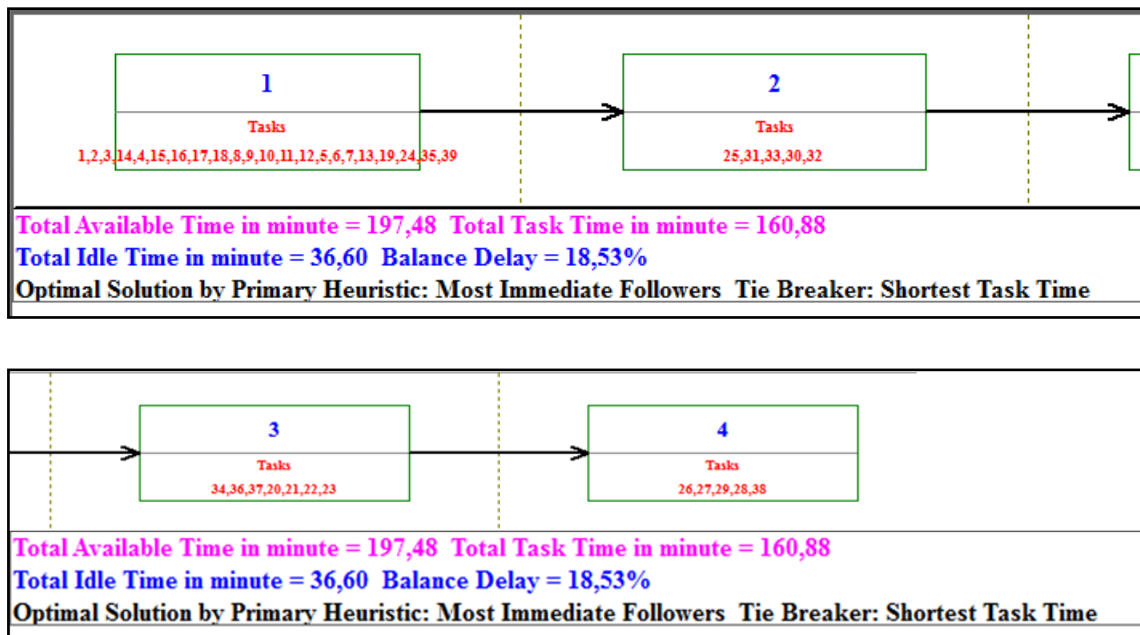 1
2
Tasks
Tasks
1,2,3,14,4,15,16,17,18,8,9,10,11,12,5,6,7,13,19,24,35,39
25,31,33,30,32
Total Available Time in minute = 197,48 Total Task Time in minute = 160,88
Total Idle Time in minute = 36,60 Balance Delay = 18,53%
Optimal Solution by Primary Heuristic: Most Immediate Followers Tie Breaker: Shortest Task Time
3
4
Tasks
Tasks
34,36,37,20,21,22,23
26,27,29,28,38
Total Available Time in minute = 197,48 Total Task Time in minute = 160,88
Total Idle Time in minute = 36,60 Balance Delay = 18,53%
Optimal Solution by Primary Heuristic: Most Immediate Followers Tie Breaker: Shortest Task Time